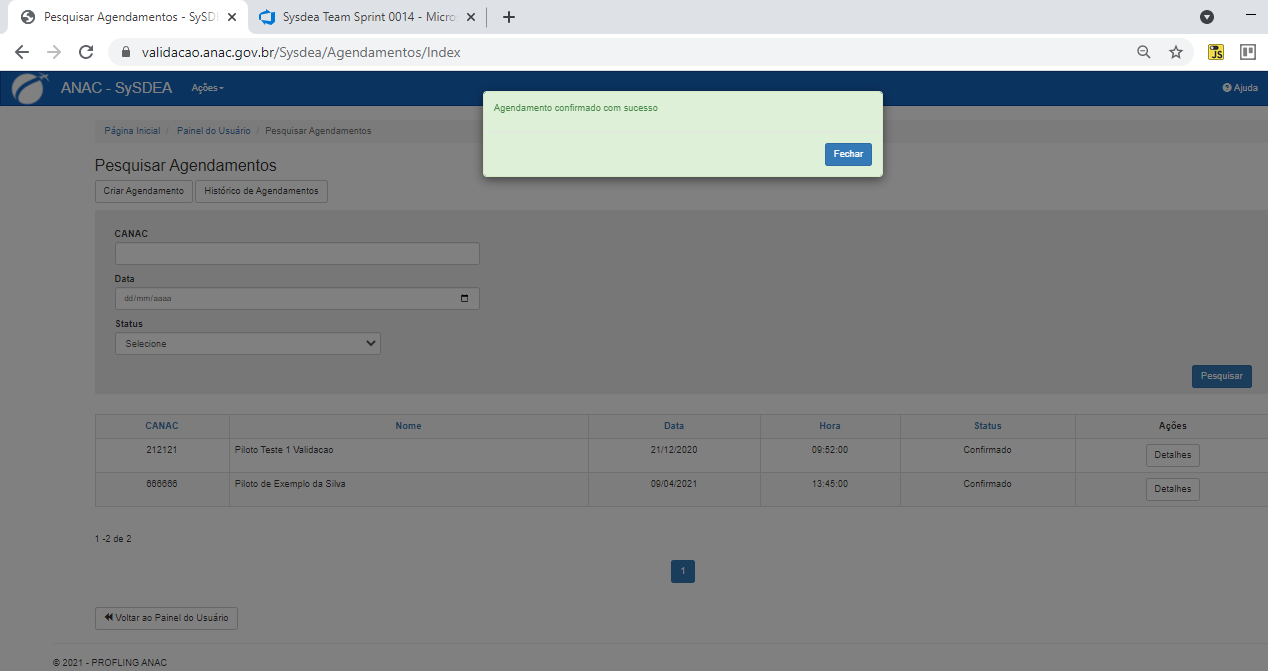 Pesquisar Agendamentos - SySD
Sysdea Team Sprint 0014 - Micro
validacao.anac.gov.br/Sysdea/Agendamentos/Index
JS
ANAC - SySDEA
Ações
Ajuda
Agendamento confirmado com sucesso
Fechar
Página Inicial / Painel do Usuário / Pesquisar Agendamentos
Pesquisar Agendamentos
Criar Agendamento Histórico de Agendamentos
CANAC
Data
dd/mm/aaaa
Status
Selecione
Pesquisar
CANAC Nome Data Hora Status Ações
212121 Piloto Teste 1 Validacao 21/12/2020 09:52:00 Confirmado Detalhes
666666 Piloto de Exemplo da Silva 09/04/2021 13:45:00 Confirmado Detalhes
1 -2 de 2
1
Voltar ao Painel do Usuário
© 2021 - PROFLING ANAC